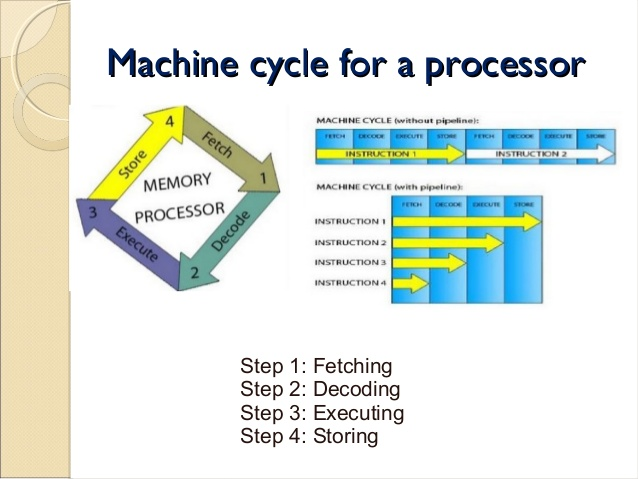 Machine cycle for a processor
4
Fetch
Store
MEMORY
PROCESSOR
1
3
Execute
Decode
2
MACHINE CYCLE (without pipeline):
FETCH DECODE EXECUTE STORE FETCH DECODE EXECUTE STORE
INSTRUCTION 1 INSTRUCTION 2
MACHINE CYCLE (with pipeline):
FETCH DECODE EXECUTE STORE
INSTRUCTION 1
INSTRUCTION 2
INSTRUCTION 3
INSTRUCTION 4
Step 1: Fetching
Step 2: Decoding
Step 3: Executing
Step 4: Storing